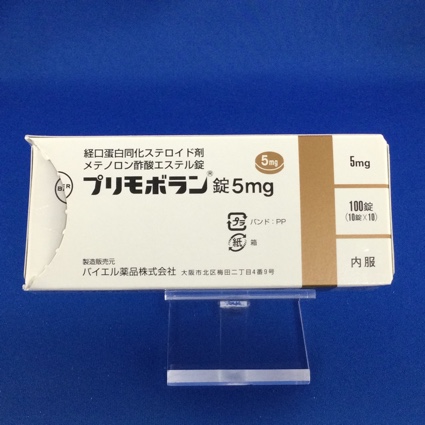 経口蛋白同化ステロイド剤
メテノロン酢酸エステル錠
プリモボラン®錠5mg
5mg
プラ バンド:PP
紙 箱
製造販売元
バイエル薬品株式会社 大阪市北区梅田二丁目4番9号
5mg
100錠
(10錠×10)
内服